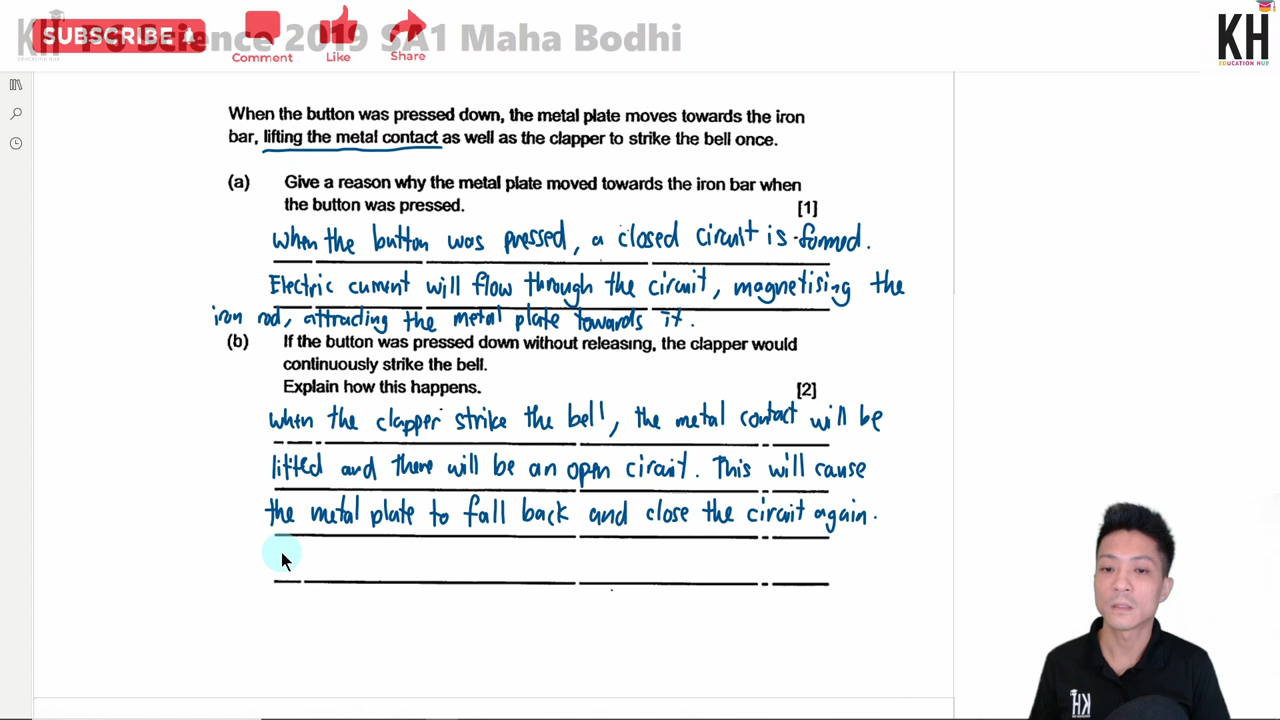 SUBSCRIBE
P6 Science 2019 SA1 Maha Bodhi
Comment
Like
Share
KH
EDUCATION HUB
When the button was pressed down, the metal plate moves towards the iron
bar, lifting the metal contact as well as the clapper to strike the bell once.
(a) Give a reason why the metal plate moved towards the iron bar when
the button was pressed. [1]
When the button was pressed, a closed circuit is formed.
Electric current will flow through the circuit, magnetising the
iron rod, attracting the metal plate towards it.
(b) If the button was pressed down without releasing, the clapper would
continuously strike the bell.
Explain how this happens. [2]
When the clapper strike the bell, the metal contact will be
lifted and there will be an open circuit. This will cause
the metal plate to fall back and close the circuit again.